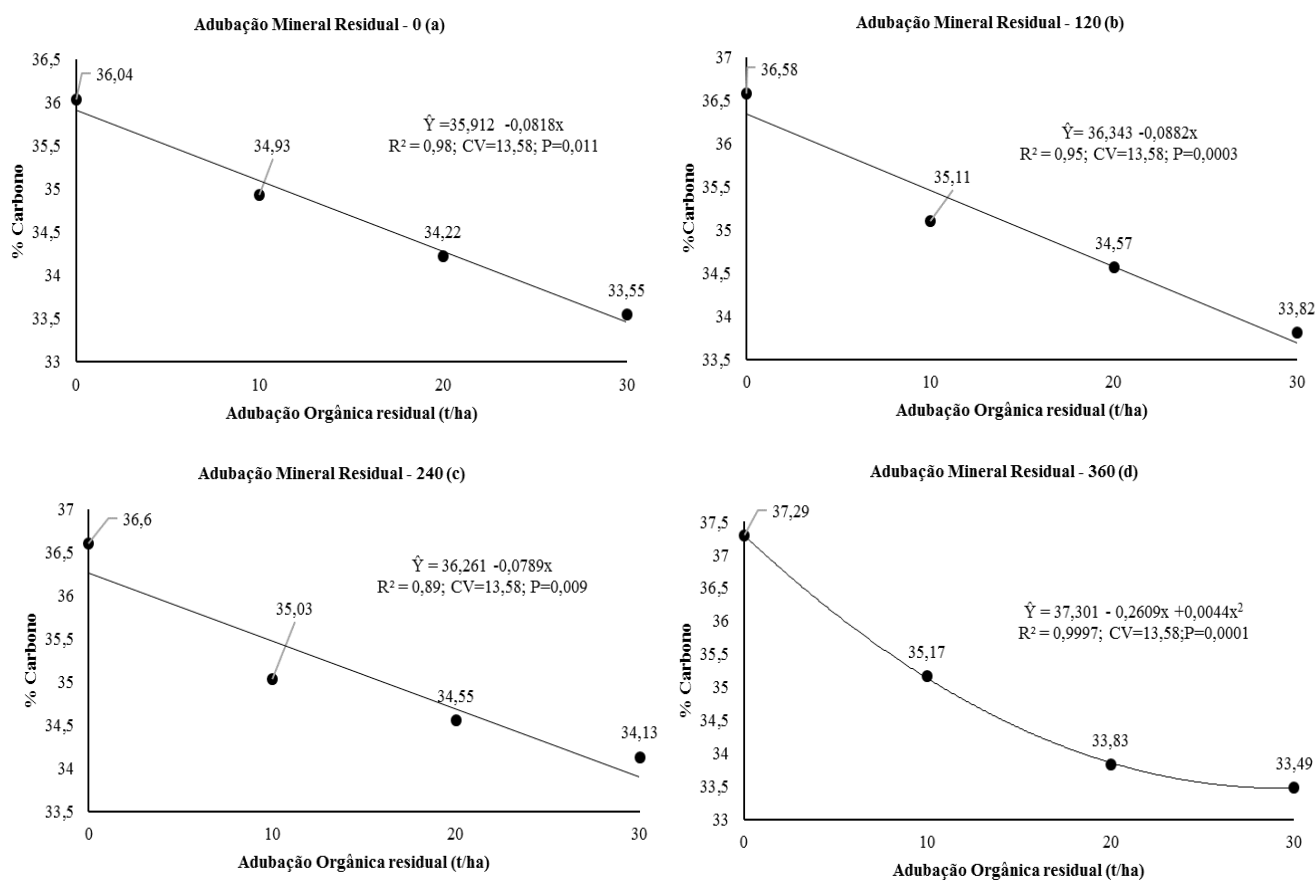 Adubação Mineral Residual - 0 (a)
36,5
36
35,5
35
34,5
34
33,5
33
% Carbono
36,04
34,93
34,22
33,55
Ŷ =35,912 -0,0818x
R² = 0,98; CV=13,58; P=0,011
0 10 20 30
Adubação Orgânica residual (t/ha)
Adubação Mineral Residual - 120 (b)
37
36,5
36
35,5
35
34,5
34
33,5
%Carbono
36,58
35,11
34,57
33,82
Ŷ= 36,343 -0,0882x
R² = 0,95; CV=13,58; P=0,0003
0 10 20 30
Adubação Orgânica residual (t/ha)
Adubação Mineral Residual - 240 (c)
37
36,5
36
35,5
35
34,5
34
33,5
% Carbono
36,6
35,03
34,55
34,13
Ŷ = 36,261 -0,0789x
R² = 0,89; CV=13,58; P=0,009
0 10 20 30
Adubação Orgânica residual (t/ha)
Adubação Mineral Residual - 360 (d)
37,5
37
36,5
36
35,5
35
34,5
34
33,5
33
% Carbono
37,29
35,17
33,83
33,49
Ŷ = 37,301 - 0,2609x +0,0044x²
R² = 0,9997; CV=13,58;P=0,0001
0 10 20 30
Adubação Orgânica residual (t/ha)